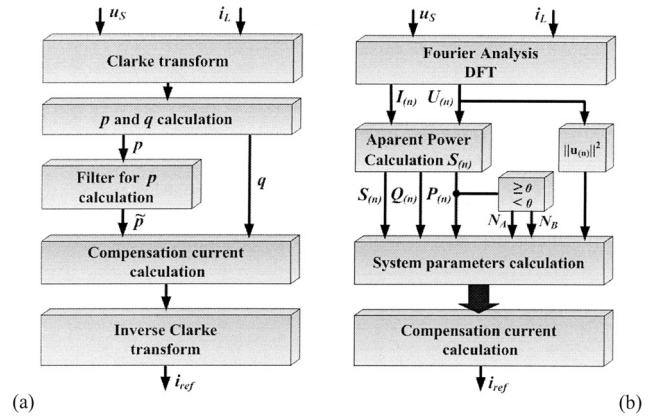 u_S i_L
Clarke transform
p and q calculation
p
Filter for p
calculation
q
p̃
Compensation current
calculation
Inverse Clarke
transform
i_ref
(a)
u_S i_L
Fourier Analysis
DFT
I_(n) U_(n)
Apparent Power
Calculation S_(n)
||u_(n)||²
S_(n) Q_(n) P_(n)
≥ 0
< 0
N_A N_B
System parameters calculation
Compensation current
calculation
i_ref
(b)